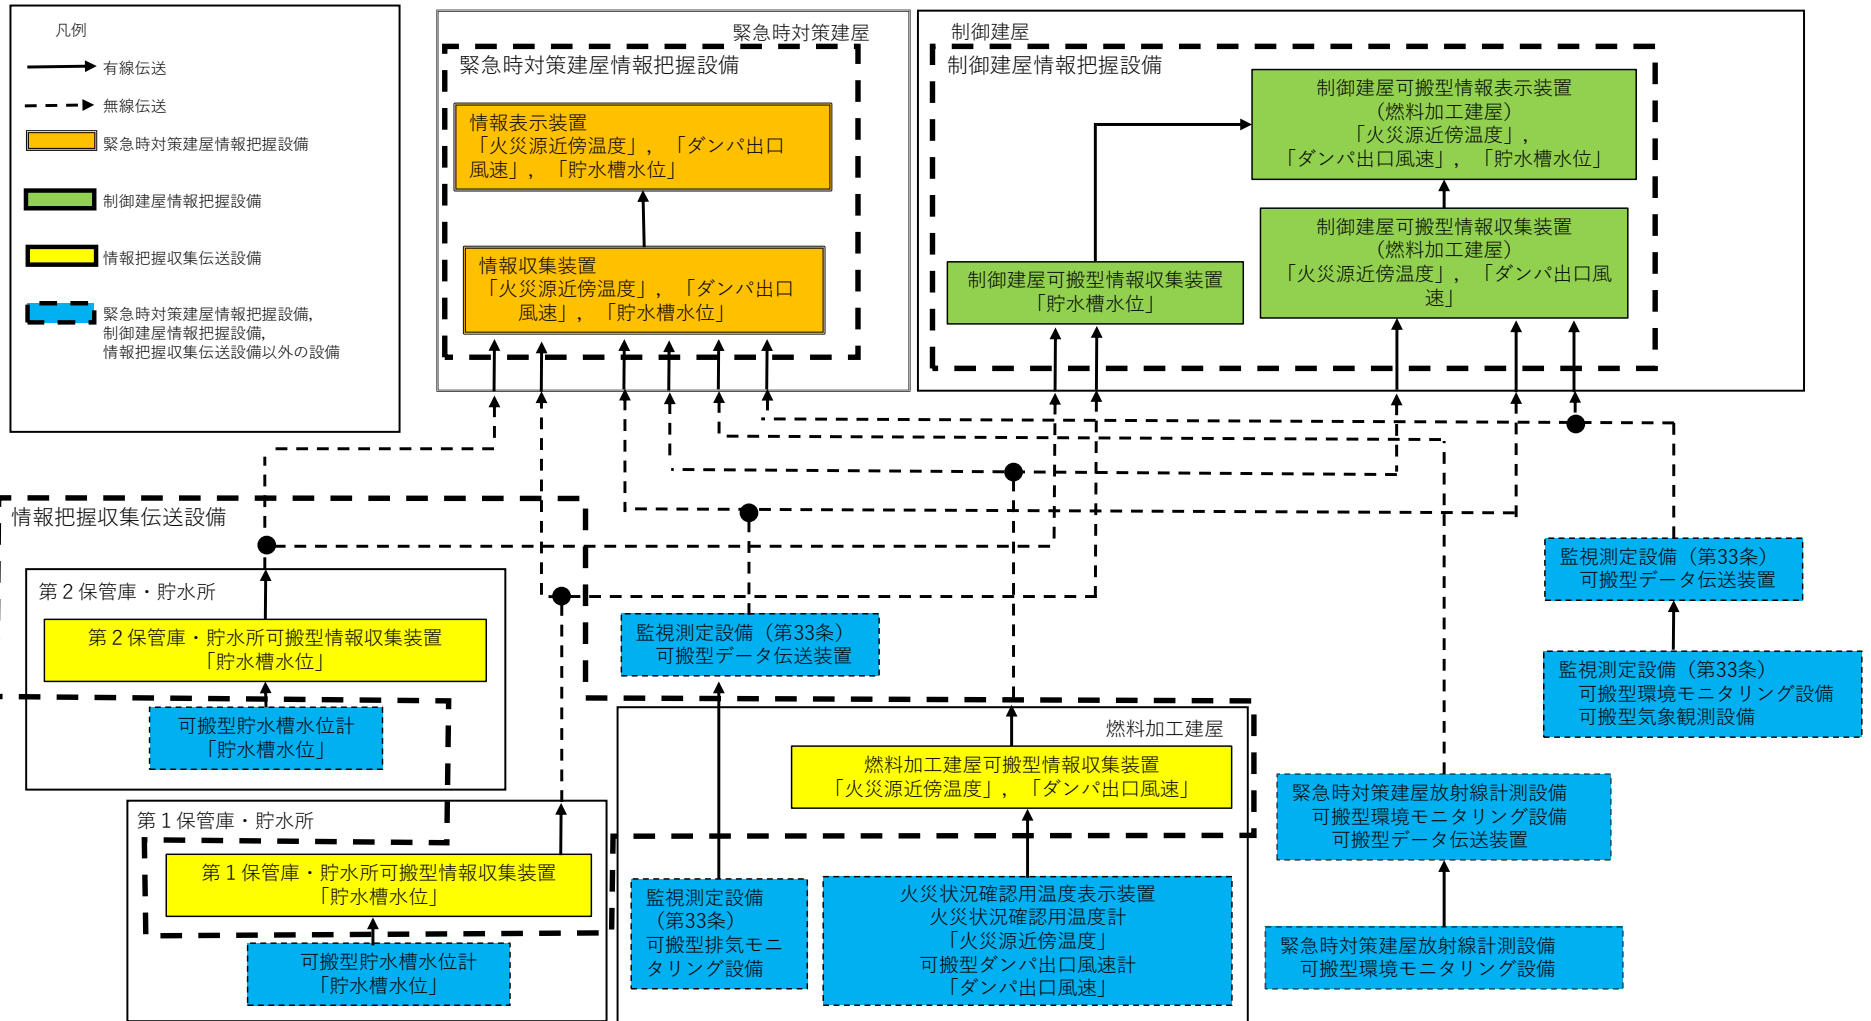 凡例
有線伝送
無線伝送
緊急時対策建屋情報把握設備
制御建屋情報把握設備
情報把握収集伝送設備
緊急時対策建屋情報把握設備,
制御建屋情報把握設備,
情報把握収集伝送設備以外の設備
緊急時対策建屋
緊急時対策建屋情報把握設備
情報表示装置
「火災源近傍温度」,「ダンパ出口
風速」,「貯水槽水位」
情報収集装置
「火災源近傍温度」,「ダンパ出口
風速」,「貯水槽水位」
制御建屋
制御建屋情報把握設備
制御建屋可搬型情報表示装置
(燃料加工建屋)
「火災源近傍温度」,
「ダンパ出口風速」,「貯水槽水位」
制御建屋可搬型情報収集装置
(燃料加工建屋)
「火災源近傍温度」,「ダンパ出口風
速」
制御建屋可搬型情報収集装置
「貯水槽水位」
情報把握収集伝送設備
第2保管庫・貯水所
第2保管庫・貯水所可搬型情報収集装置
「貯水槽水位」
可搬型貯水槽水位計
「貯水槽水位」
第1保管庫・貯水所
第1保管庫・貯水所可搬型情報収集装置
「貯水槽水位」
可搬型貯水槽水位計
「貯水槽水位」
監視測定設備(第33条)
可搬型データ伝送装置
燃料加工建屋
燃料加工建屋可搬型情報収集装置
「火災源近傍温度」,「ダンパ出口風速」
監視測定設備
(第33条)
可搬型排気モニ
タリング設備
火災状況確認用温度表示装置
火災状況確認用温度計
「火災源近傍温度」
可搬型ダンパ出口風速計
「ダンパ出口風速」
監視測定設備(第33条)
可搬型データ伝送装置
監視測定設備(第33条)
可搬型環境モニタリング設備
可搬型気象観測設備
緊急時対策建屋放射線計測設備
可搬型環境モニタリング設備
可搬型データ伝送装置
緊急時対策建屋放射線計測設備
可搬型環境モニタリング設備